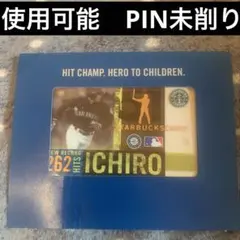 使用可能　PIN未削り
HIT CHAMP. HERO TO CHILDREN.
STARBUCKS
262
HITS
ICHIRO